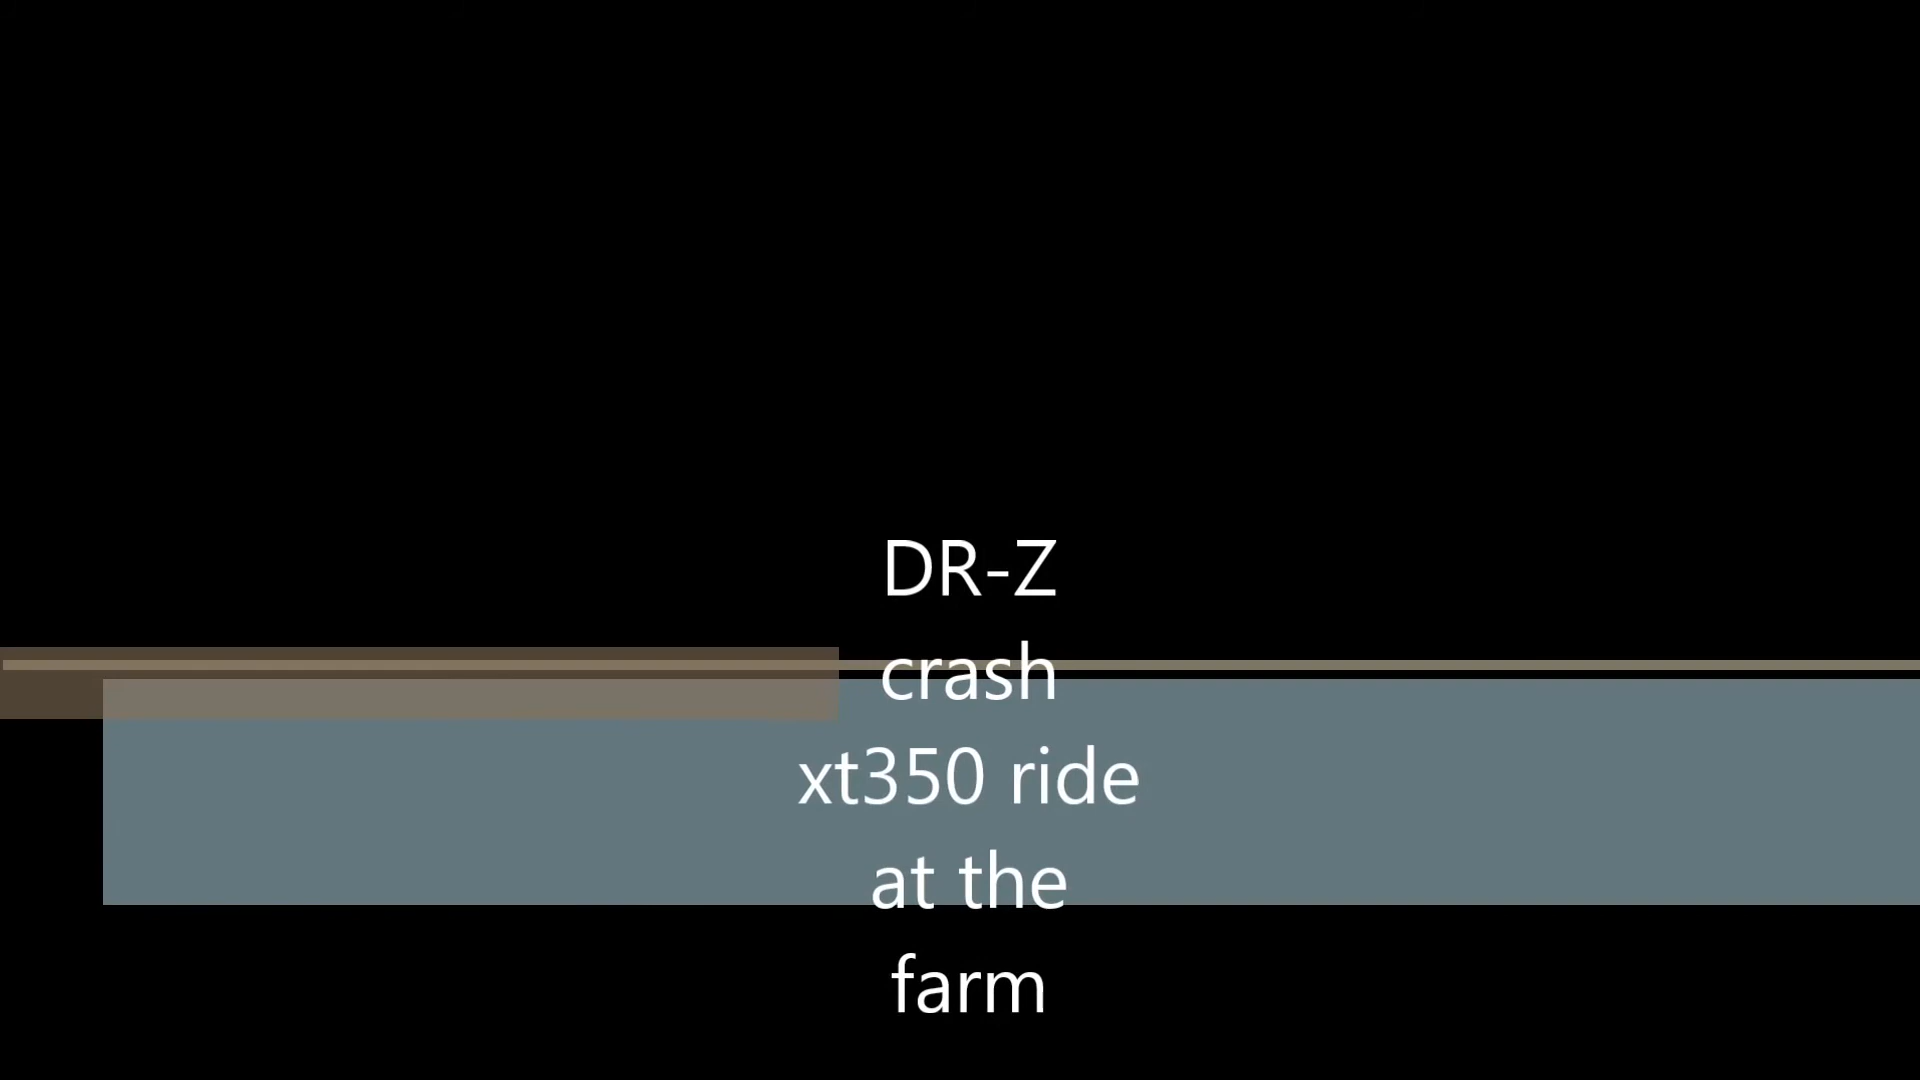 DR-Z
crash
xt350 ride
at the
farm